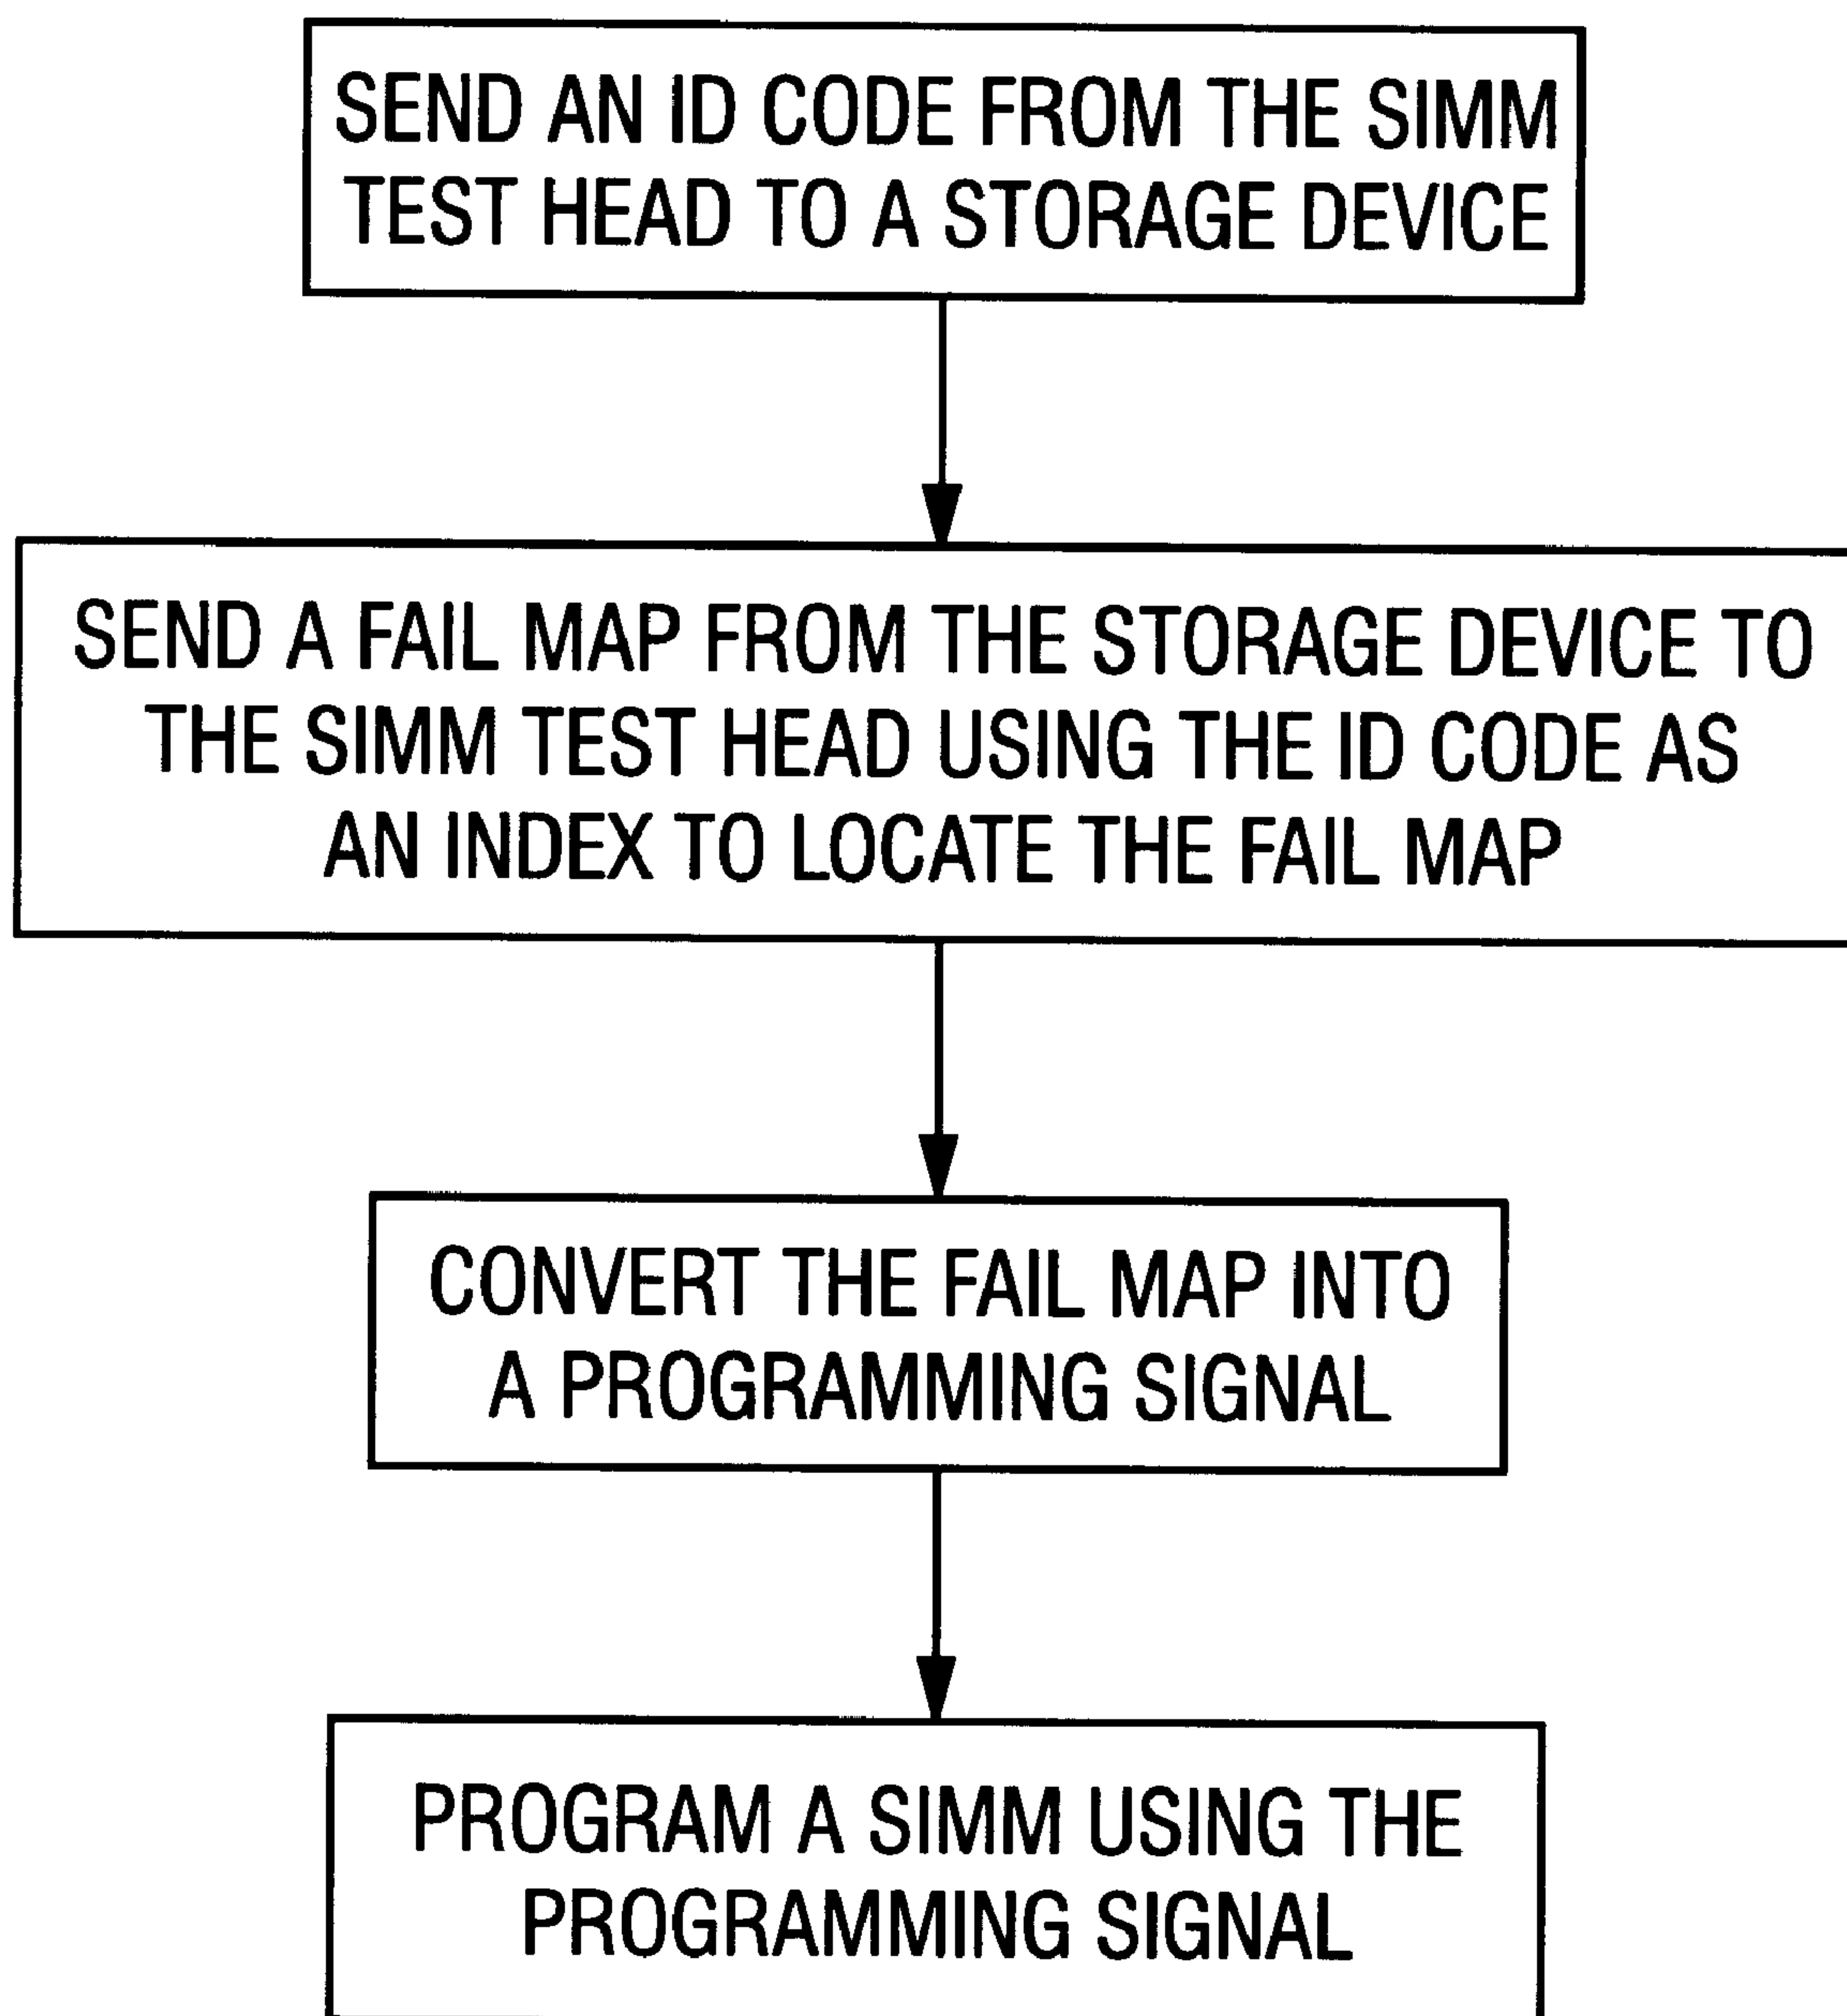 SEND AN ID CODE FROM THE SIMM
TEST HEAD TO A STORAGE DEVICE
SEND A FAIL MAP FROM THE STORAGE DEVICE TO
THE SIMM TEST HEAD USING THE ID CODE AS
AN INDEX TO LOCATE THE FAIL MAP
CONVERT THE FAIL MAP INTO
A PROGRAMMING SIGNAL
PROGRAM A SIMM USING THE
PROGRAMMING SIGNAL